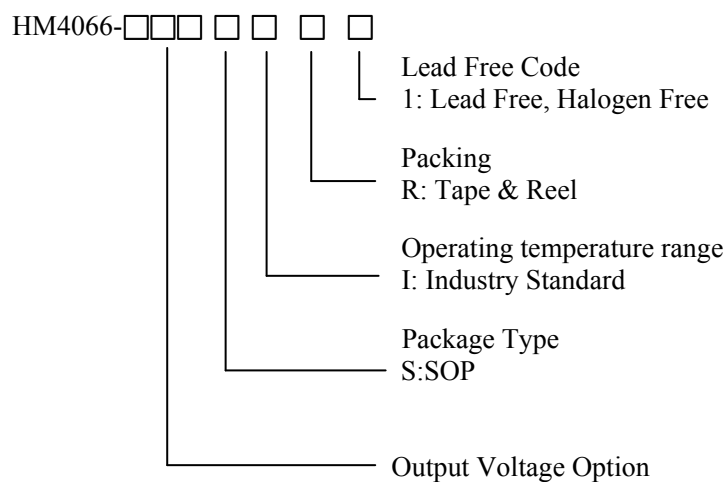 HM4066-□□□ □ □ □ □
Lead Free Code
1: Lead Free, Halogen Free
Packing
R: Tape & Reel
Operating temperature range
I: Industry Standard
Package Type
S:SOP
Output Voltage Option